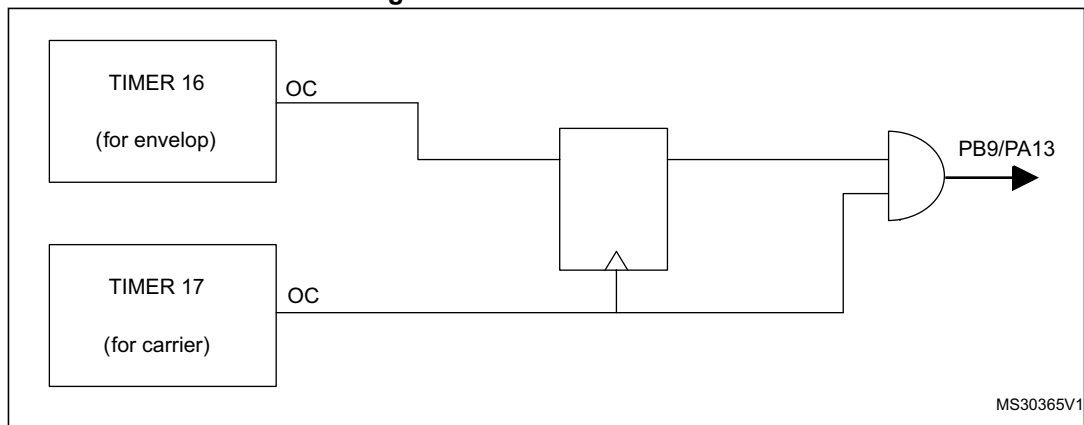 TIMER 16
(for envelop)
OC
PB9/PA13
TIMER 17
(for carrier)
OC
MS30365V1